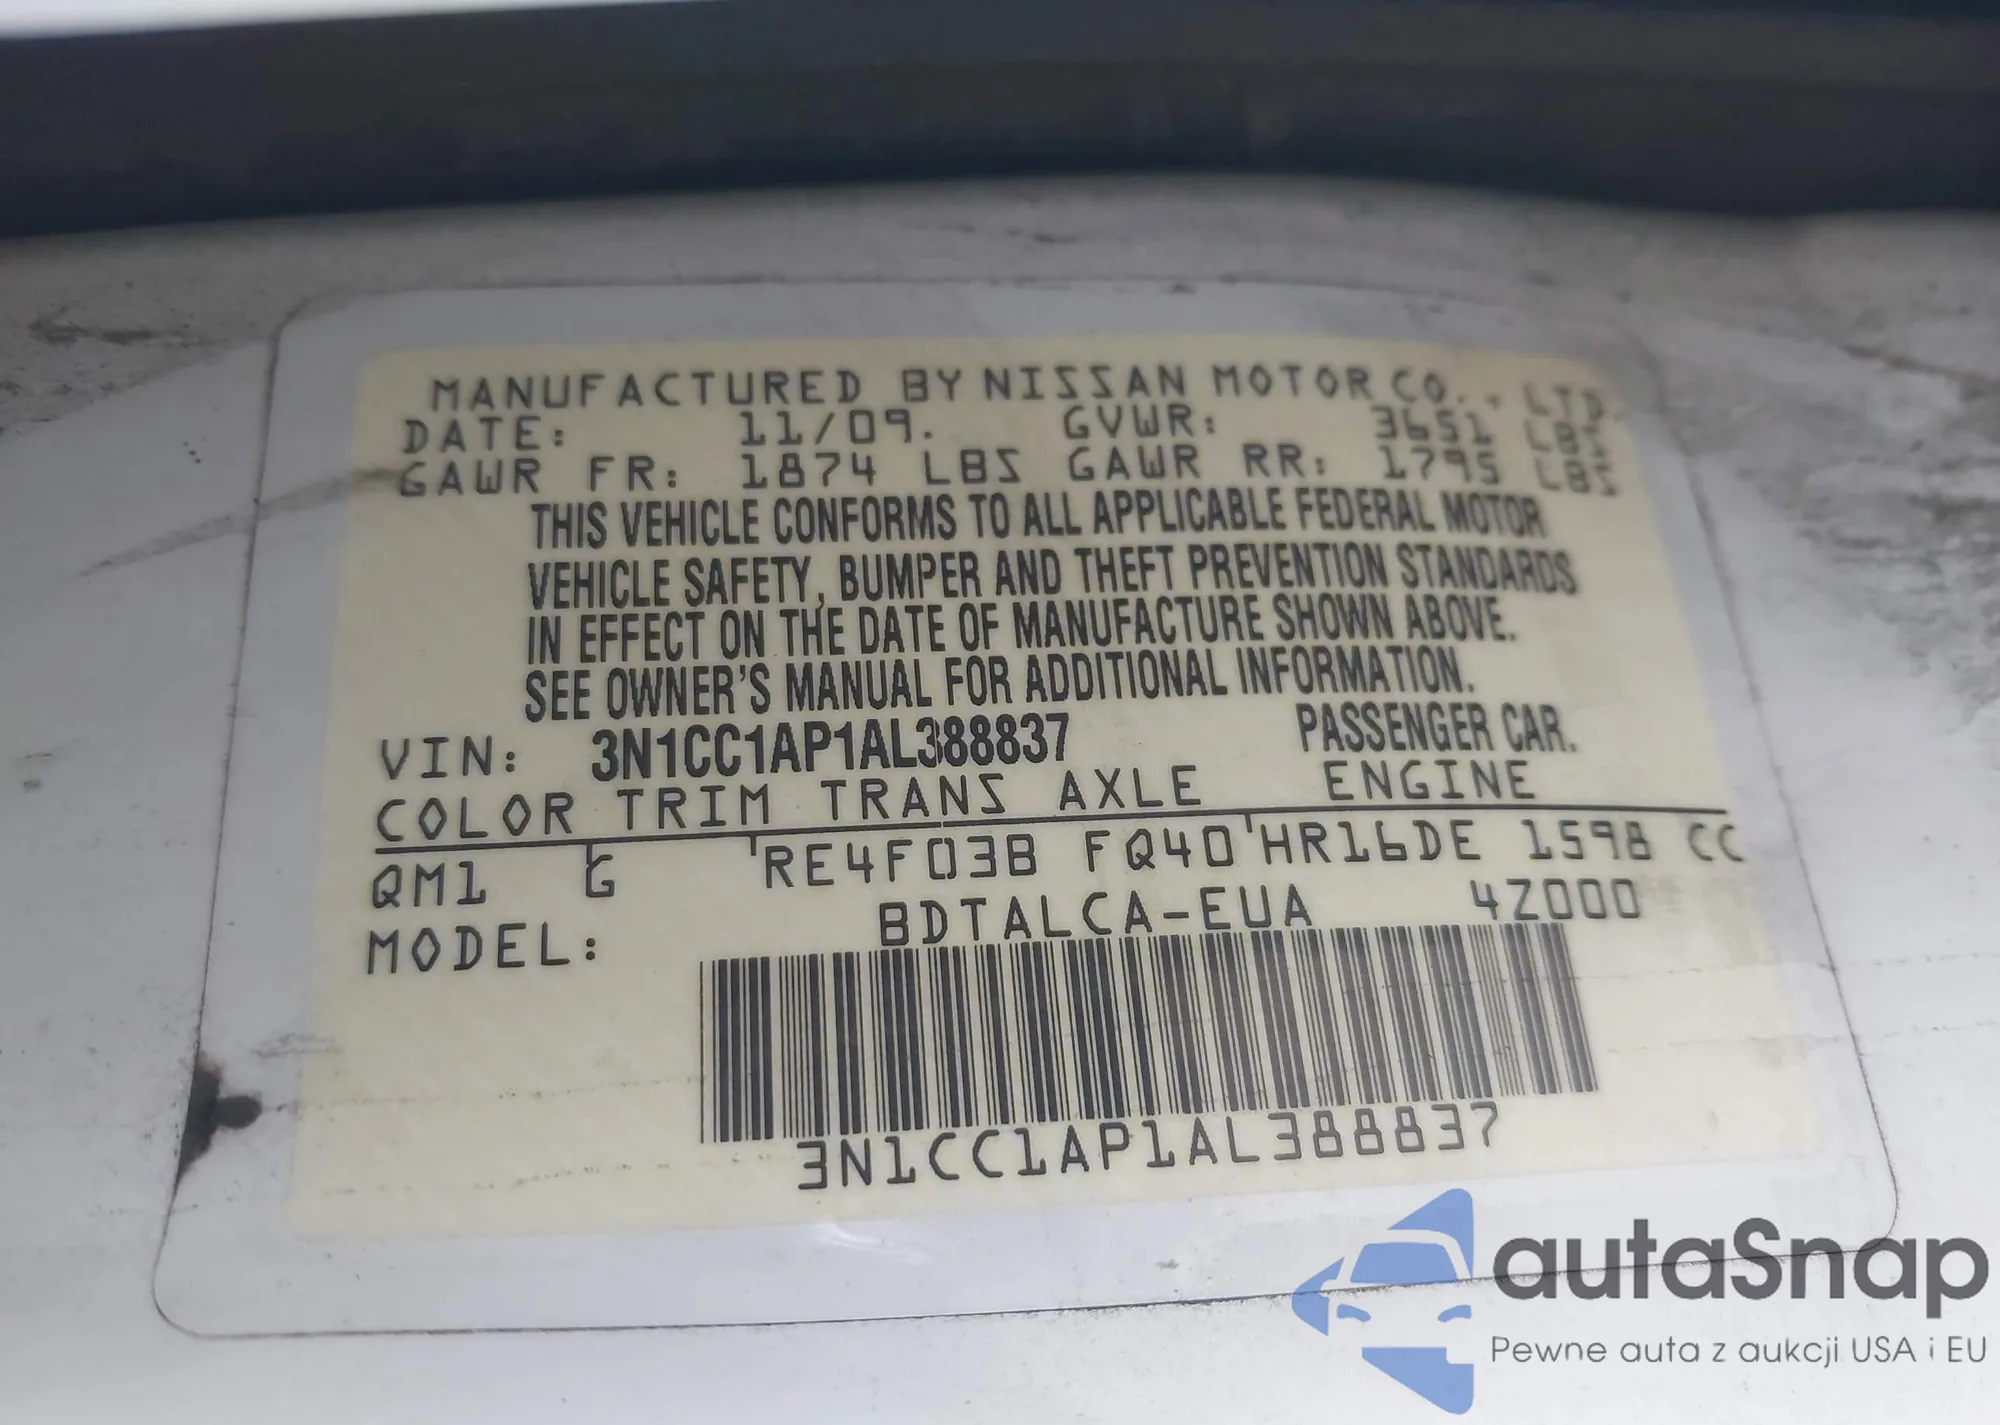 MANUFACTURED BY NISSAN MOTOR CO., LTD.
DATE: 11/09. GVWR: 3651 LBS
GAWR FR: 1874 LBS GAWR RR: 1795 LBS
THIS VEHICLE CONFORMS TO ALL APPLICABLE FEDERAL MOTOR
VEHICLE SAFETY, BUMPER AND THEFT PREVENTION STANDARDS
IN EFFECT ON THE DATE OF MANUFACTURE SHOWN ABOVE.
SEE OWNER'S MANUAL FOR ADDITIONAL INFORMATION.
VIN: 3N1CC1AP1AL388837 PASSENGER CAR.
COLOR TRIM TRANS AXLE ENGINE
QM1 G RE4F03B FQ40 HR16DE 1598 CC
MODEL: BDTALCA-EUA 4Z000
3N1CC1AP1AL388837
autaSnap
Pewne auta z aukcji USA i EU